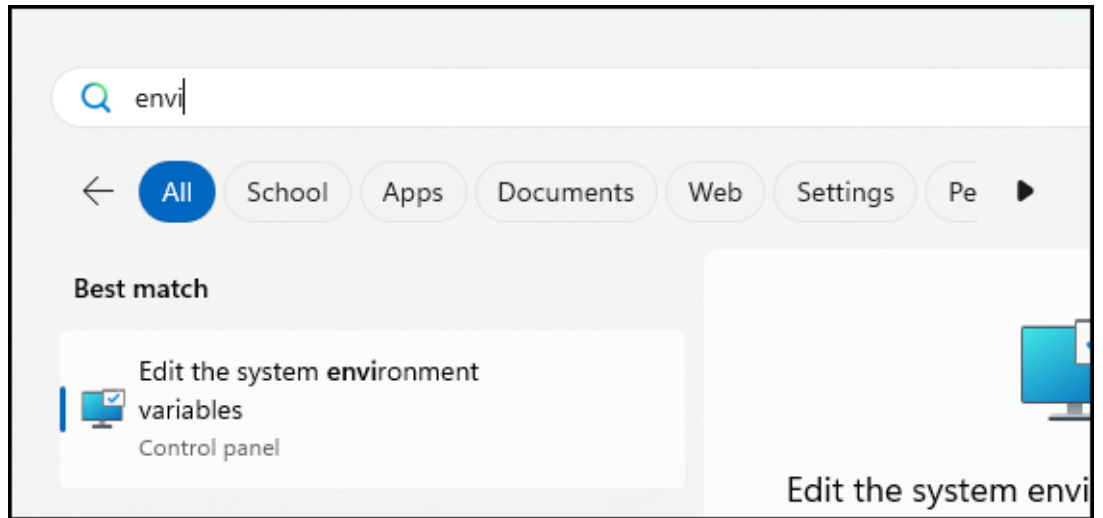 envi
All School Apps Documents Web Settings Pe
Best match
Edit the system environment
variables
Control panel
Edit the system envi